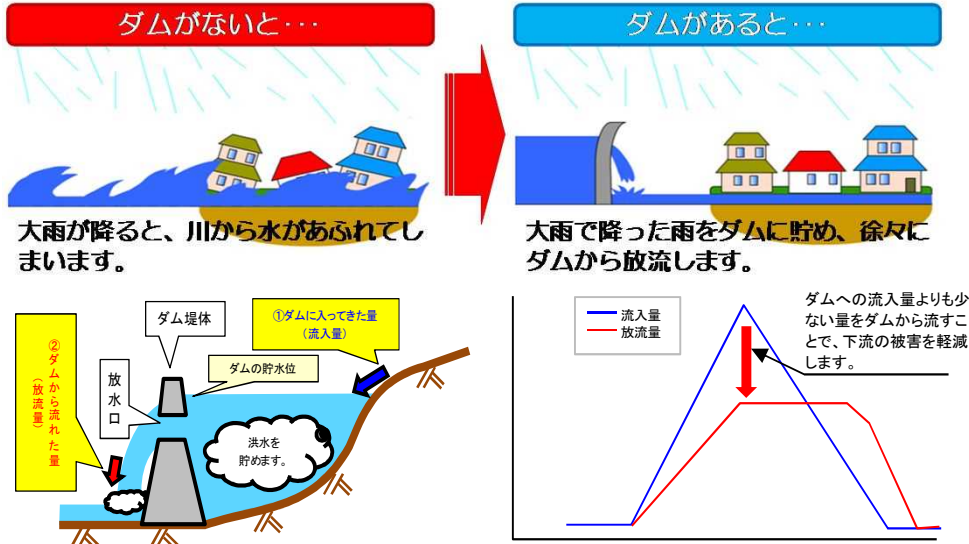 ダムがないと･･･
ダムがあると･･･
大雨が降ると、川から水があふれてし
まいます。
大雨で降った雨をダムに貯め、徐々に
ダムから放流します。
②ダムから流れた量
（放流量）
放水口
ダム堤体
ダムの貯水位
①ダムに入ってきた量
（流入量）
洪水を
貯めます。
流入量
放流量
ダムへの流入量よりも少
ない量をダムから流すこ
とで、下流の被害を軽減
します。